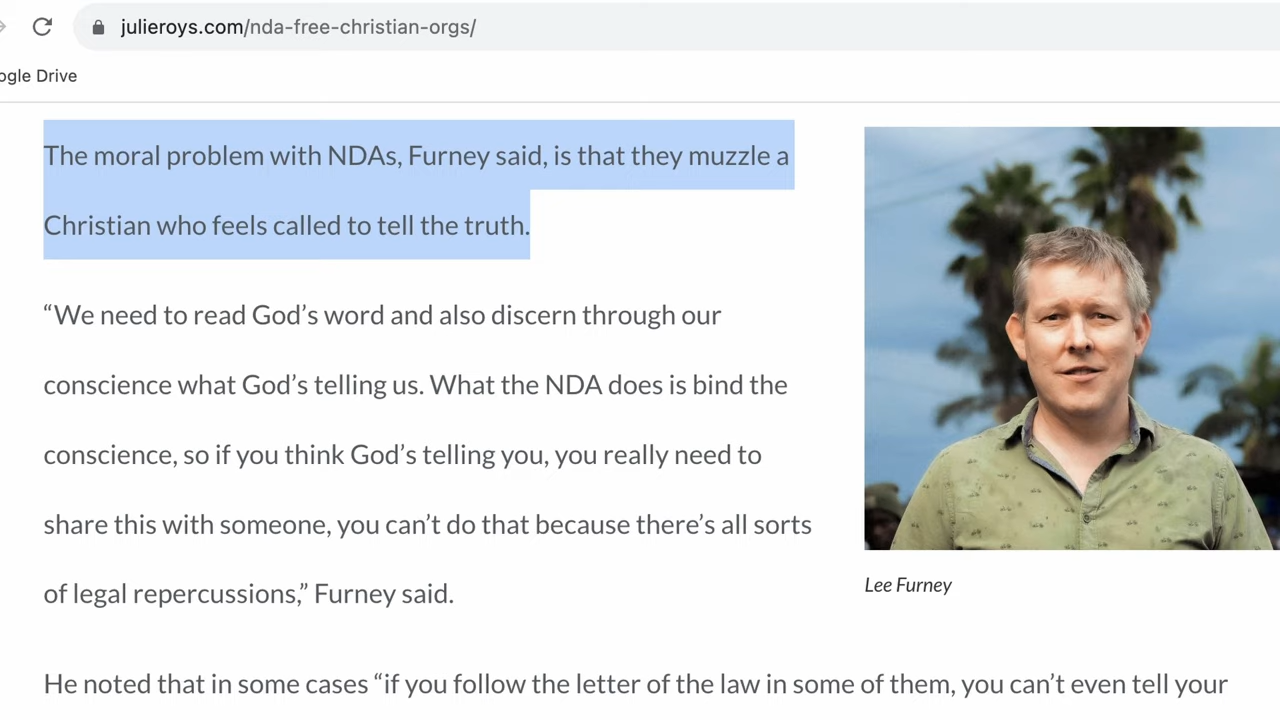 julieroys.com/nda-free-christian-orgs/
ogle Drive
The moral problem with NDAs, Furney said, is that they muzzle a
Christian who feels called to tell the truth.
“We need to read God’s word and also discern through our
conscience what God’s telling us. What the NDA does is bind the
conscience, so if you think God’s telling you, you really need to
share this with someone, you can’t do that because there’s all sorts
of legal repercussions,” Furney said.
Lee Furney
He noted that in some cases “if you follow the letter of the law in some of them, you can’t even tell your